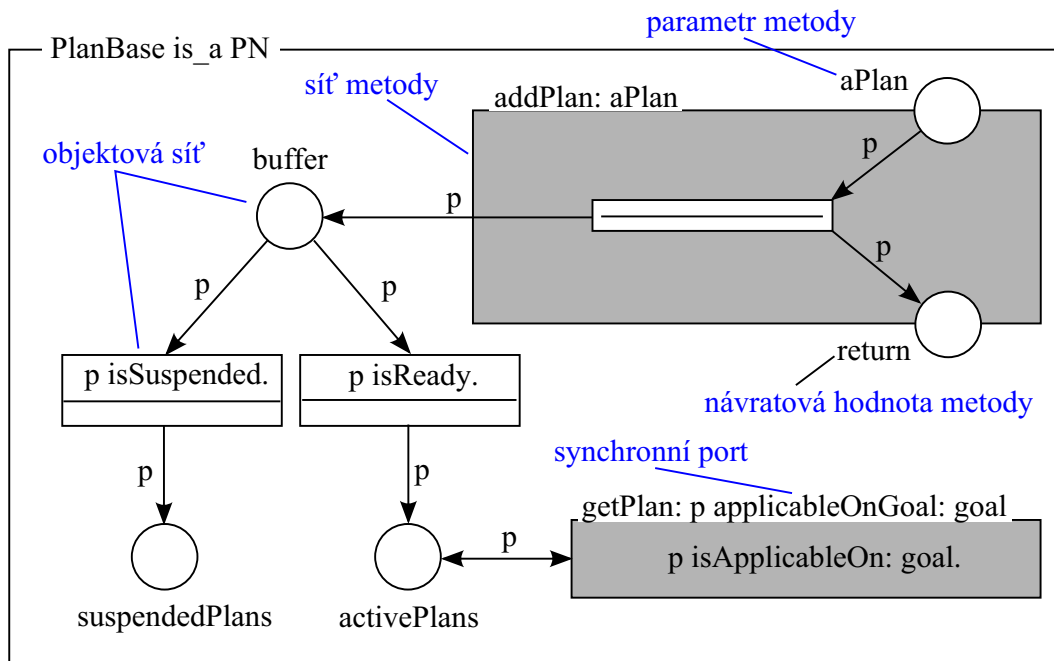 parametr metody
PlanBase is_a PN
síť metody
aPlan
addPlan: aPlan
p
objektová síť
buffer
p
p
p
p
p isSuspended.
p isReady.
return
návratová hodnota metody
synchronní port
p
p
getPlan: p applicableOnGoal: goal
p
p isApplicableOn: goal.
suspendedPlans
activePlans